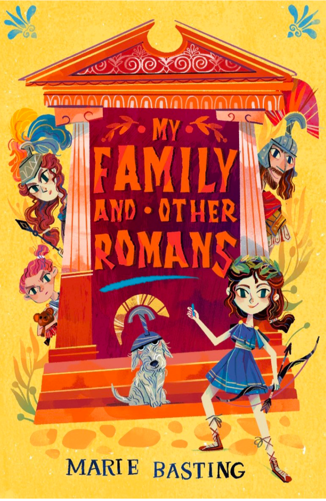 MY
FAMILY
AND · OTHER
ROMANS
MARIE BASTING